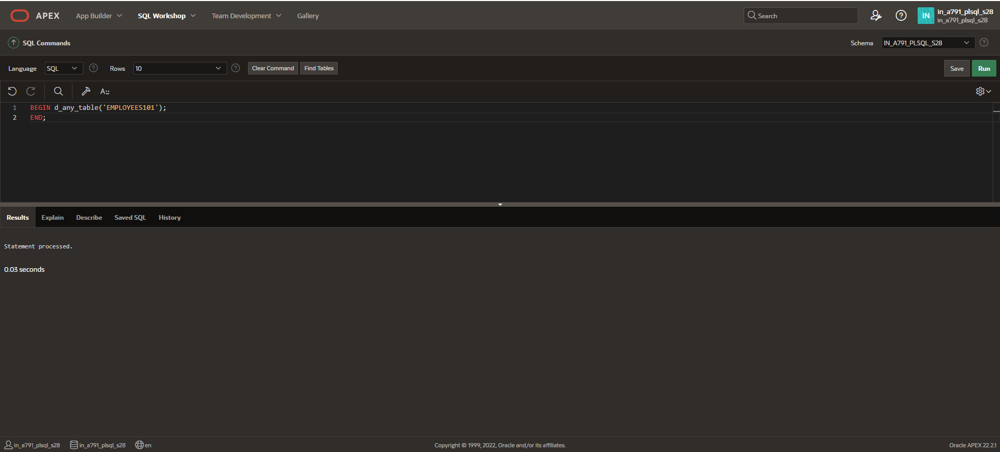 APEX App Builder SQL Workshop Team Development Gallery Search IN in_a791_plsql_s28
in_a791_plsql_s28
SQL Commands Schema IN_A791_PLSQL_S28
Language SQL Rows 10 Clear Command Find Tables Save Run
A::
1 BEGIN d_any_table('EMPLOYEES101');
2 END;
Results Explain Describe Saved SQL History
Statement processed.
0.03 seconds
in_a791_plsql_s28 in_a791_plsql_s28 en Copyright © 1999, 2022, Oracle and/or its affiliates. Oracle APEX 22.2.1